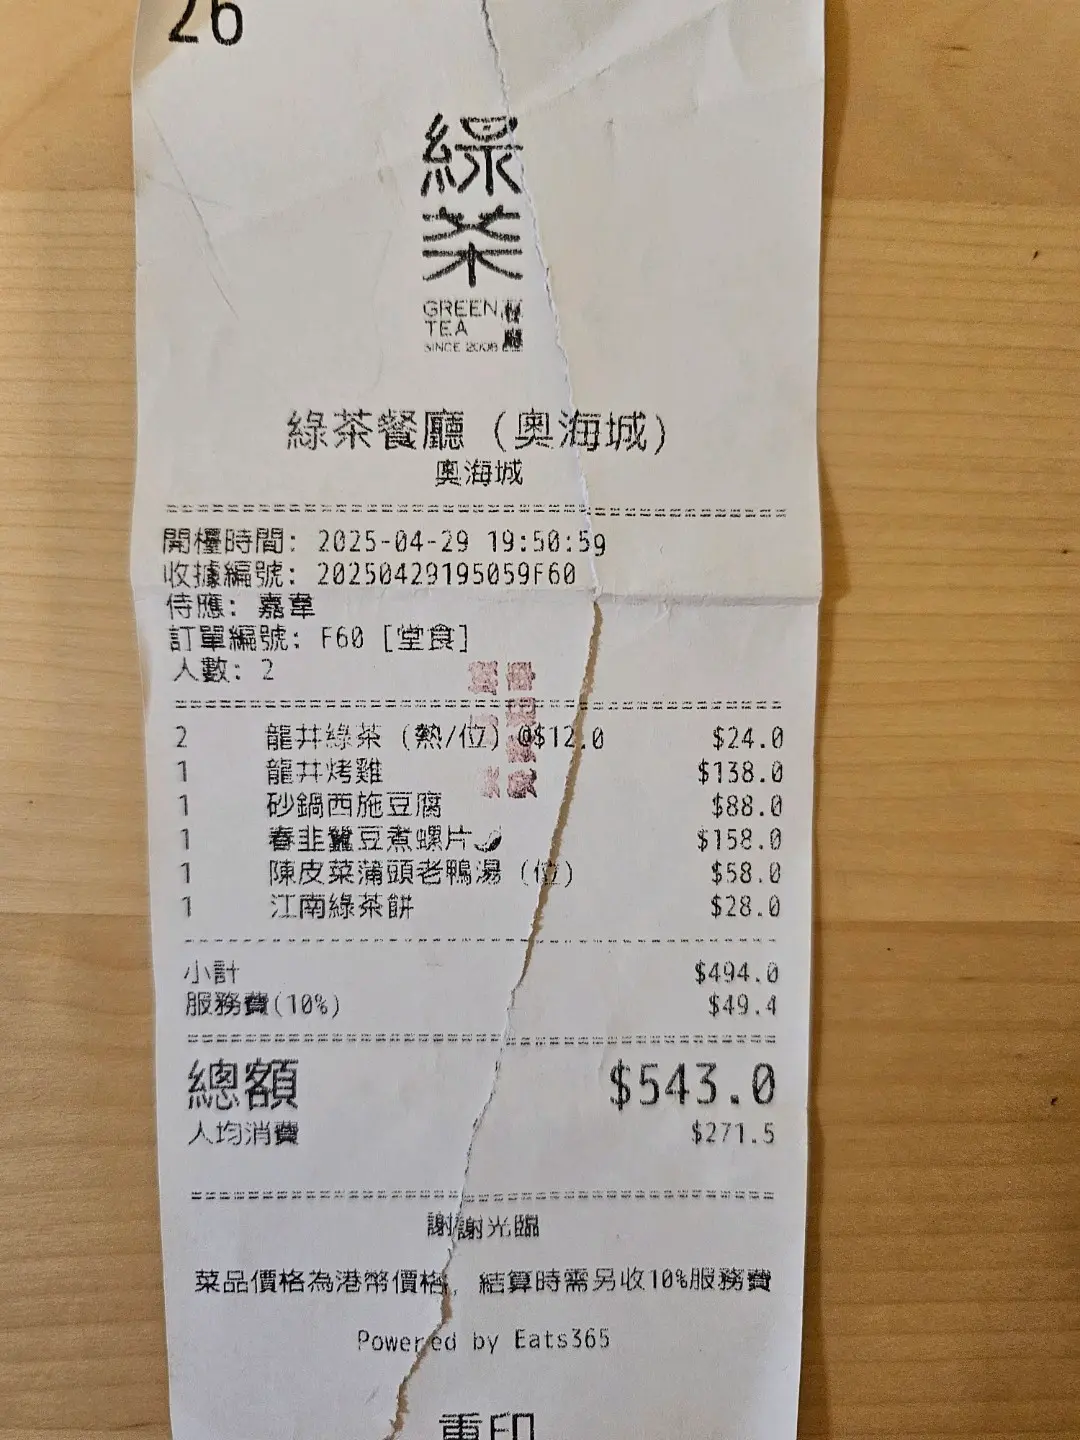 26
綠
茶
GREEN 餐
TEA 廳
SINCE 2008
綠茶餐廳 (奧海城)
奧海城
開檯時間: 2025-04-29 19:50:59
收據編號: 20250429195059F60
侍應: 嘉韋
訂單編號: F60 [堂食]
人數: 2
2 龍井綠茶 (熱/位) @$12.0 $24.0
1 龍井烤雞 $138.0
1 砂鍋西施豆腐 $88.0
1 春韭蠶豆煮螺片🌶 $158.0
1 陳皮菜蒲頭老鴨湯 (位) $58.0
1 江南綠茶餅 $28.0
小計 $494.0
服務費(10%) $49.4
總額 $543.0
人均消費 $271.5
謝謝光臨
菜品價格為港幣價格, 結算時需另收10%服務費
Powered by Eats365
重印